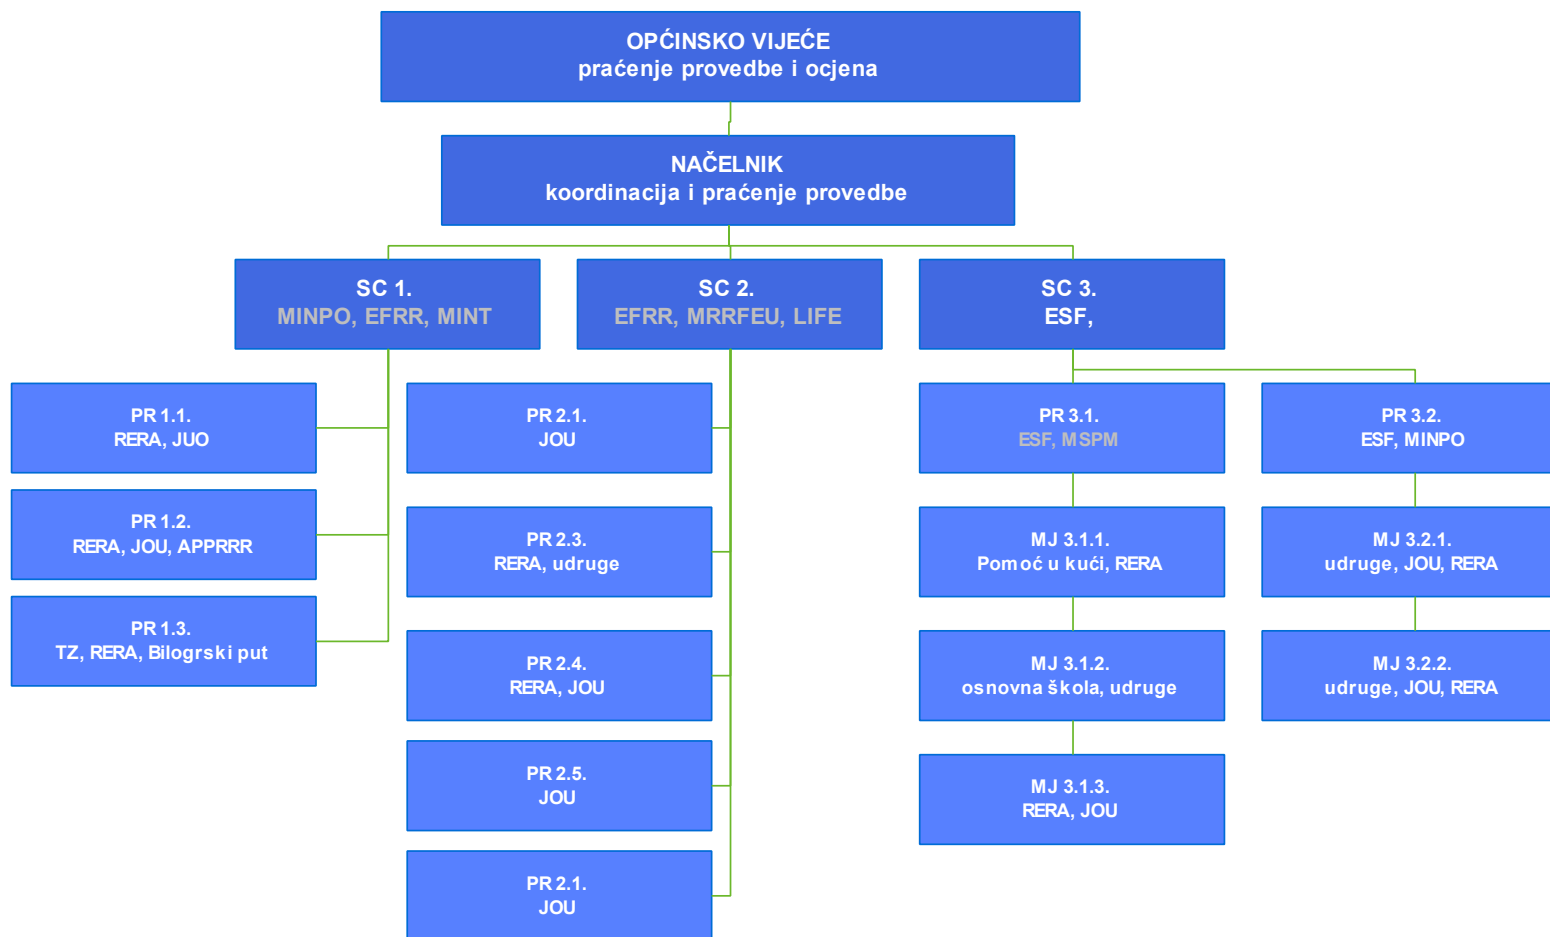 OPĆINSKO VIJEĆE
praćenje provedbe i ocjena
NAČELNIK
koordinacija i praćenje provedbe
SC 1.
MINPO, EFRR, MINT
SC 2.
EFRR, MRRFEU, LIFE
SC 3.
ESF,
PR 1.1.
RERA, JUO
PR 1.2.
RERA, JOU, APPRRR
PR 1.3.
TZ, RERA, Bilogrski put
PR 2.1.
JOU
PR 2.3.
RERA, udruge
PR 2.4.
RERA, JOU
PR 2.5.
JOU
PR 2.1.
JOU
PR 3.1.
ESF, MSPM
MJ 3.1.1.
Pomoć u kući, RERA
MJ 3.1.2.
osnovna škola, udruge
MJ 3.1.3.
RERA, JOU
PR 3.2.
ESF, MINPO
MJ 3.2.1.
udruge, JOU, RERA
MJ 3.2.2.
udruge, JOU, RERA